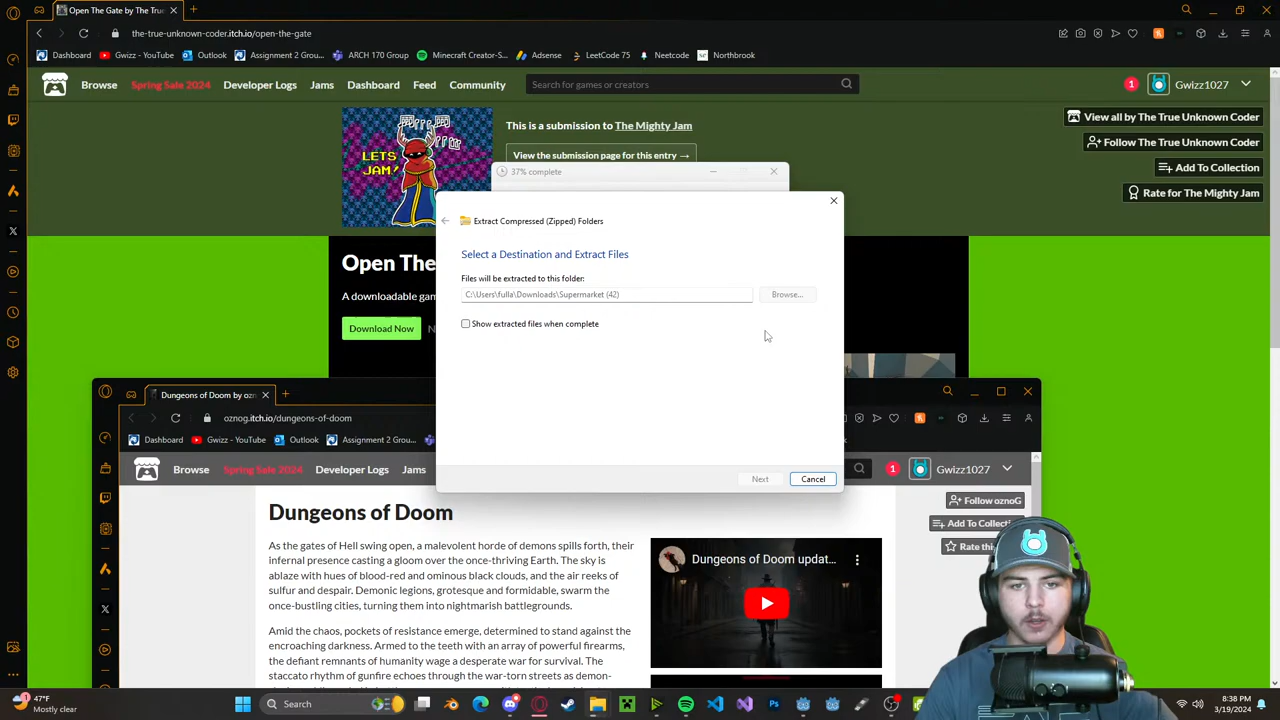 Open The Gate by The Tru
the-true-unknown-coder.itch.io/open-the-gate
Dashboard
Gwizz - YouTube
Outlook
Assignment 2 Grou...
ARCH 170 Group
Minecraft Creator-S...
Adsense
LeetCode 75
Neetcode
Northbrook
Browse
Spring Sale 2024
Developer Logs
Jams
Dashboard
Feed
Community
Search for games or creators
1
Gwizz1027
LETS
JAM!
This is a submission to The Mighty Jam
View the submission page for this entry →
View all by The True Unknown Coder
Follow The True Unknown Coder
Add To Collection
Rate for The Mighty Jam
37% complete
Extract Compressed (Zipped) Folders
Select a Destination and Extract Files
Files will be extracted to this folder:
C:\Users\fulla\Downloads\Supermarket (42)
Browse...
Show extracted files when complete
Next
Cancel
Open The
A downloadable gam
Download Now
N
Dungeons of Doom by ozn
oznog.itch.io/dungeons-of-doom
Dashboard
Gwizz - YouTube
Outlook
Assignment 2 Grou...
Browse
Spring Sale 2024
Developer Logs
Jams
1
Gwizz1027
Follow oznoG
Add To Collecti
Rate this
Dungeons of Doom
As the gates of Hell swing open, a malevolent horde of demons spills forth, their
infernal presence casting a gloom over the once-thriving Earth. The sky is
ablaze with hues of blood-red and ominous black clouds, and the air reeks of
sulfur and despair. Demonic legions, grotesque and formidable, swarm the
once-bustling cities, turning them into nightmarish battlegrounds.
Amid the chaos, pockets of resistance emerge, determined to stand against the
encroaching darkness. Armed to the teeth with an array of powerful firearms,
the defiant remnants of humanity wage a desperate war for survival. The
staccato rhythm of gunfire echoes through the war-torn streets as demon-
Dungeons of Doom updat...
47°F
Mostly clear
Search
8:38 PM
3/19/2024